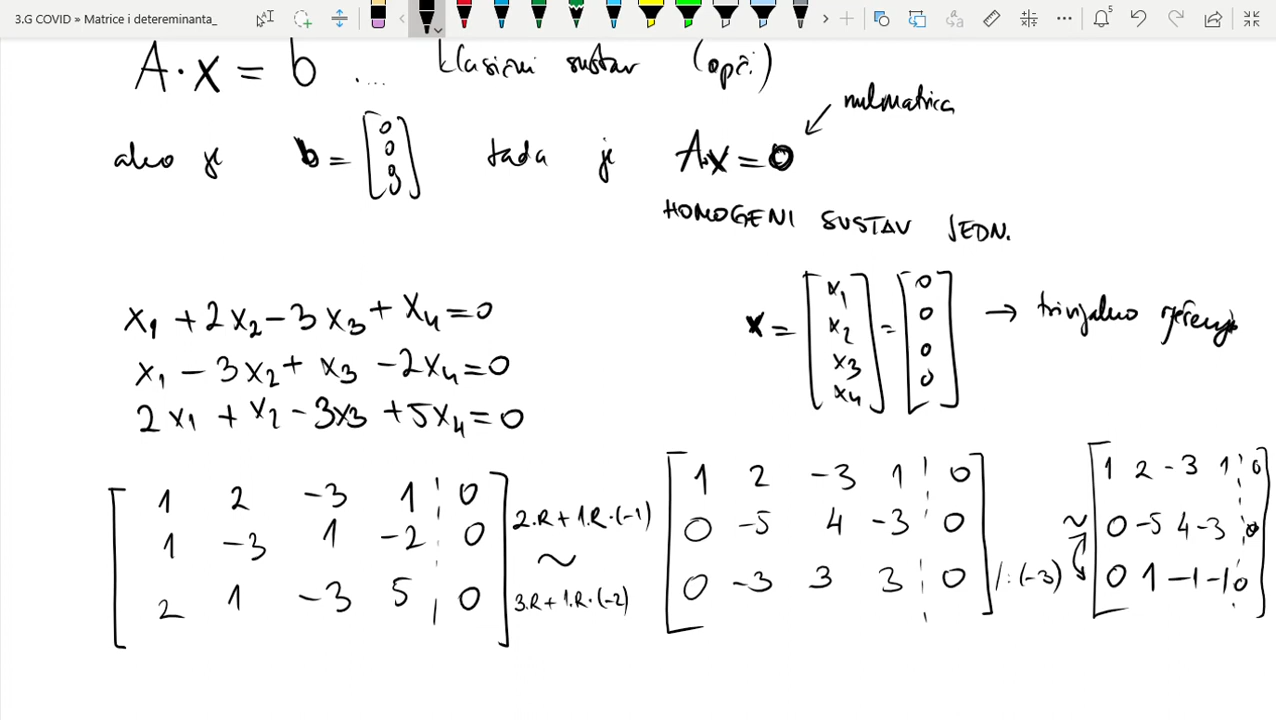 3.G COVID » Matrice i detereminanta_
5
A·x = b .... klasični sustav (opći)
nulmatrica
ako je b = [0 0 0] tada je A·x = 0
HOMOGENI SUSTAV JEDN.
x1 + 2x2 - 3x3 + x4 = 0
x1 - 3x2 + x3 - 2x4 = 0
2x1 + x2 - 3x3 + 5x4 = 0
x = [x1 x2 x3 x4] = [0 0 0 0] → trivijalno rješenje
[1 2 -3 1 ¦ 0
1 -3 1 -2 ¦ 0
2 1 -3 5 ¦ 0]
2.R + 1.R·(-1)
~
3.R + 1.R·(-2)
[1 2 -3 1 ¦ 0
0 -5 4 -3 ¦ 0
0 -3 3 3 ¦ 0] /:(-3)
~
[1 2 -3 1 ¦ 0
0 -5 4 -3 ¦ 0
0 1 -1 -1 ¦ 0]